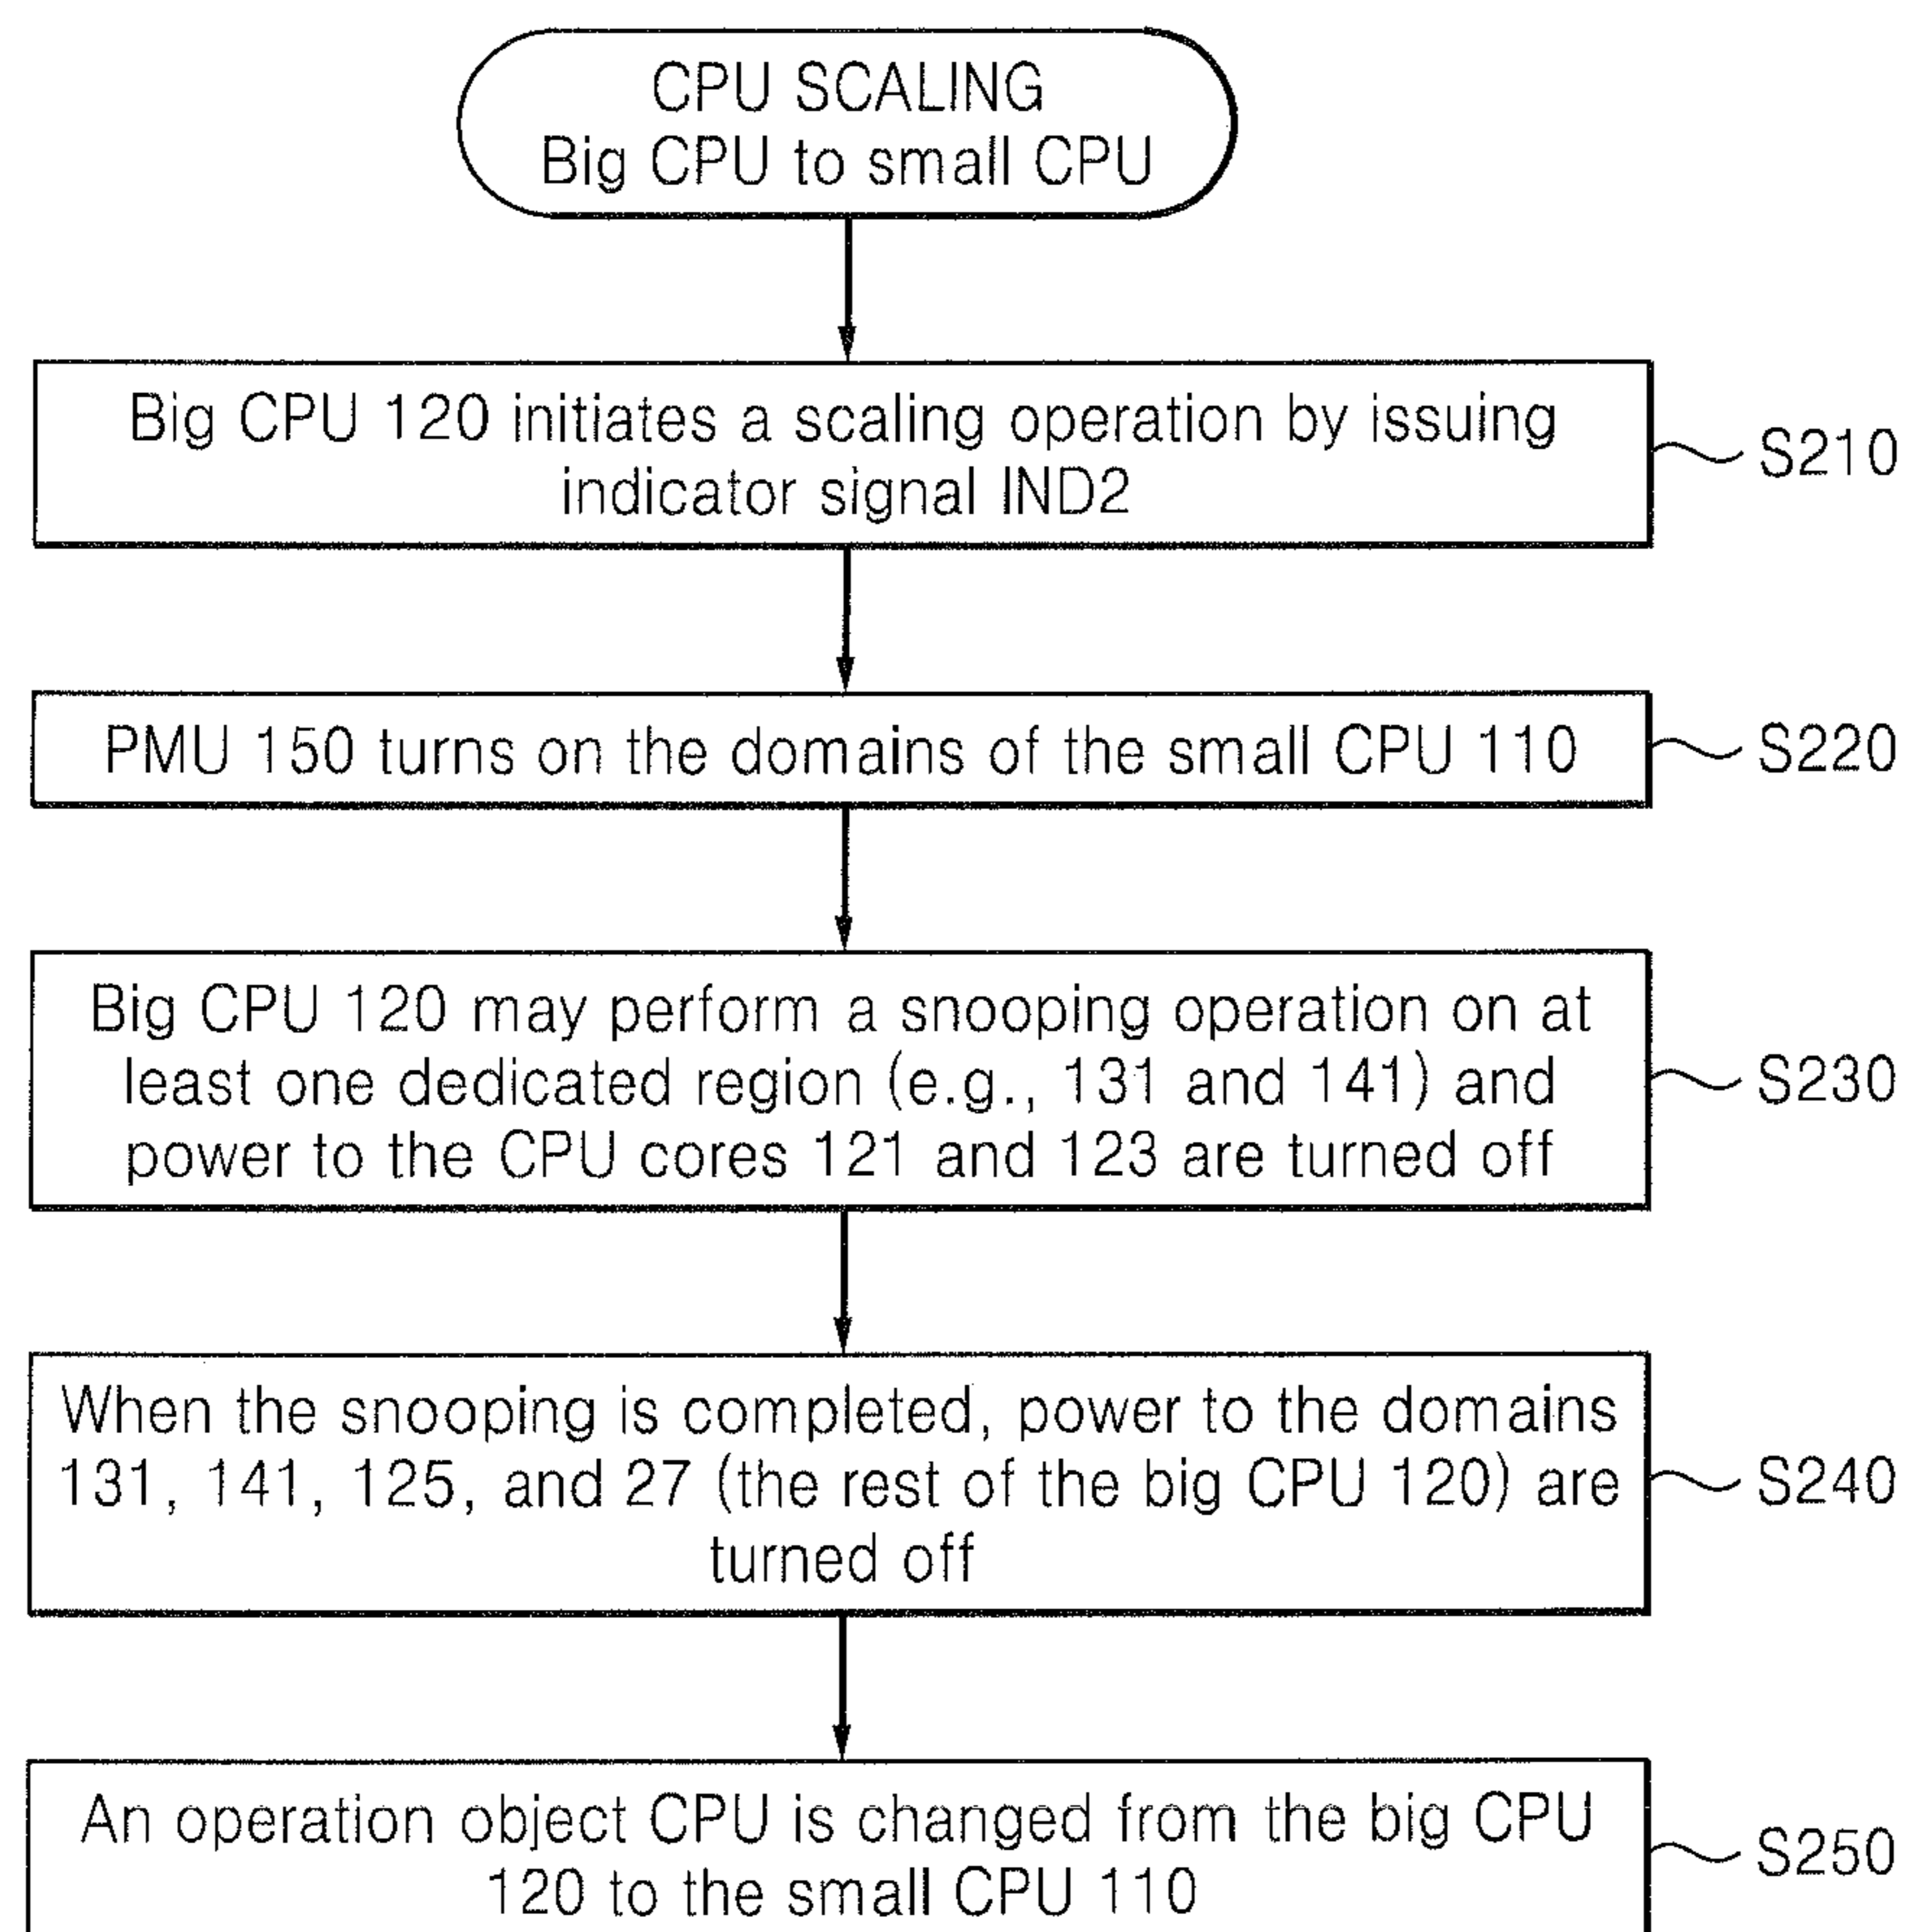 CPU SCALING
Big CPU to small CPU
Big CPU 120 initiates a scaling operation by issuing
indicator signal IND2
S210
PMU 150 turns on the domains of the small CPU 110
S220
Big CPU 120 may perform a snooping operation on at
least one dedicated region (e.g., 131 and 141) and
power to the CPU cores 121 and 123 are turned off
S230
When the snooping is completed, power to the domains
131, 141, 125, and 27 (the rest of the big CPU 120) are
turned off
S240
An operation object CPU is changed from the big CPU
120 to the small CPU 110
S250